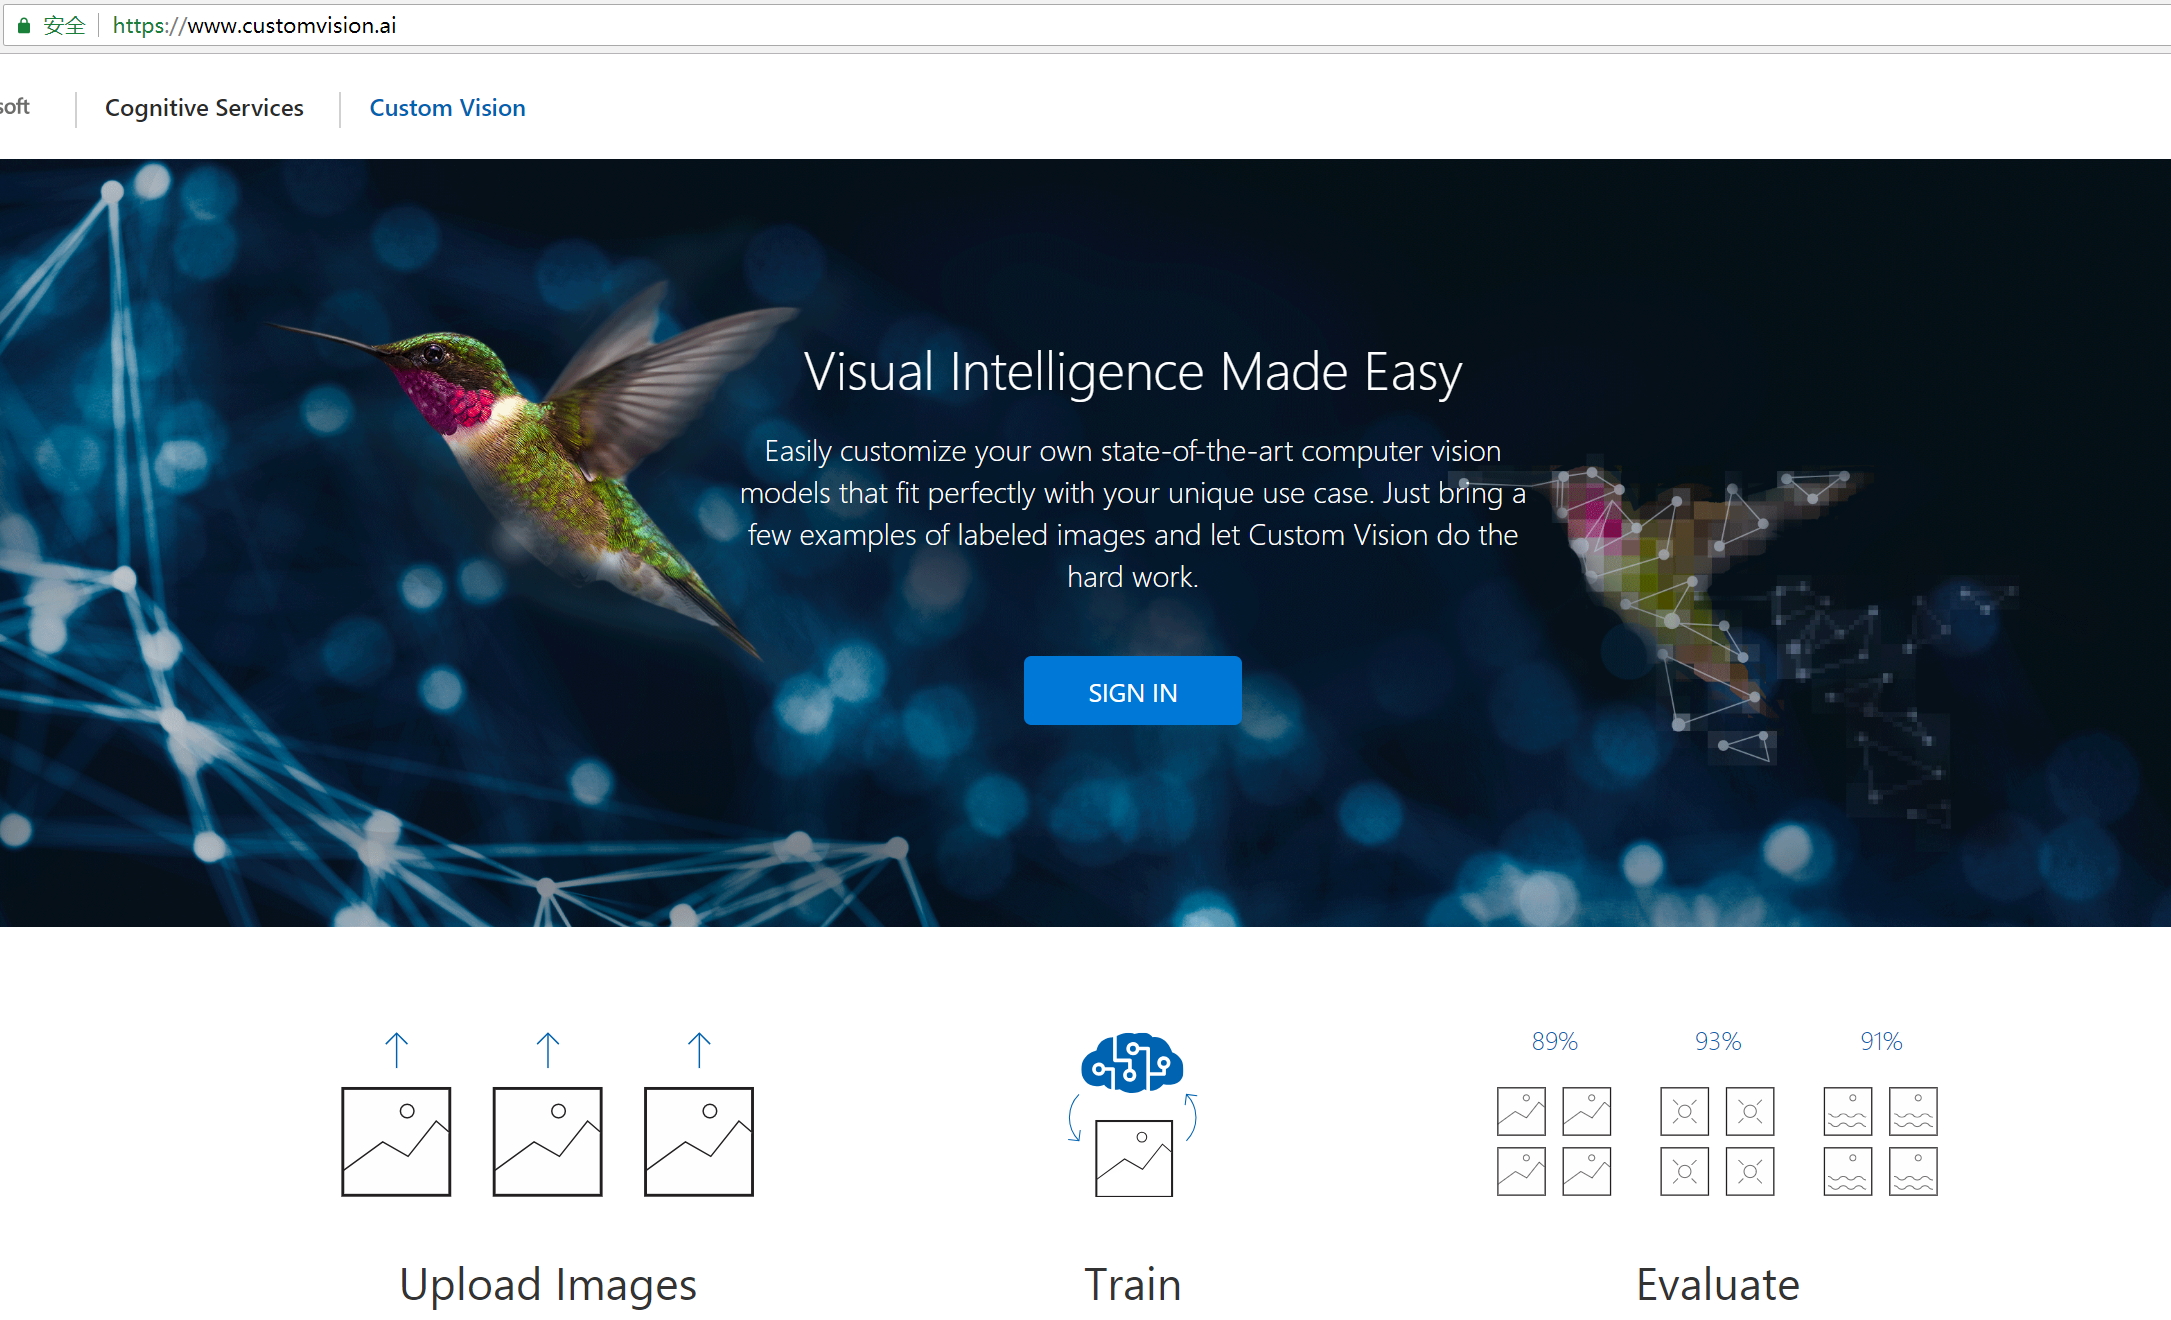 安全 https://www.customvision.ai
soft Cognitive Services Custom Vision
Visual Intelligence Made Easy
Easily customize your own state-of-the-art computer vision
models that fit perfectly with your unique use case. Just bring a
few examples of labeled images and let Custom Vision do the
hard work.
SIGN IN
89% 93% 91%
Upload Images Train Evaluate